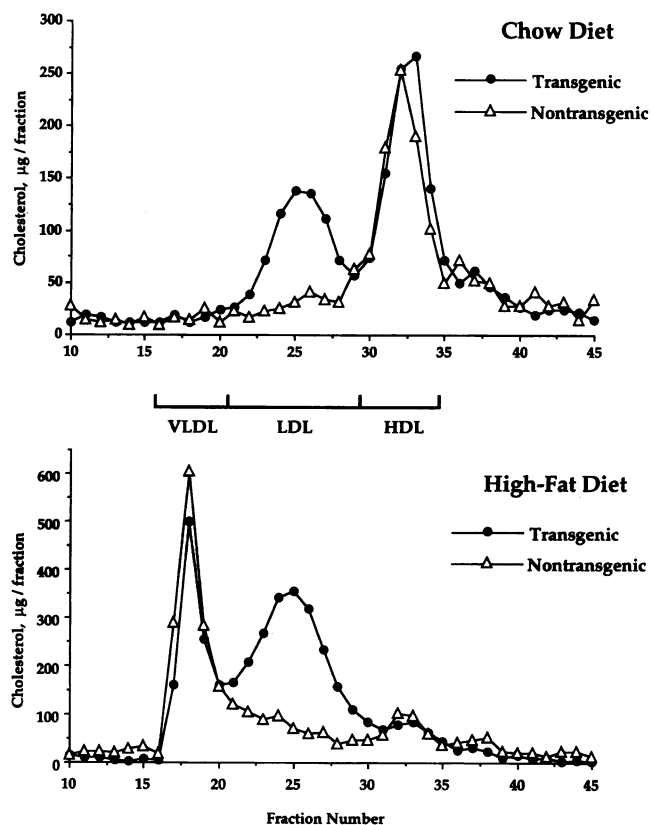 Chow Diet
Transgenic
Nontransgenic
Cholesterol, µg / fraction
300
250
200
150
100
50
0
10 15 20 25 30 35 40 45
VLDL LDL HDL
High-Fat Diet
Transgenic
Nontransgenic
Cholesterol, µg / fraction
600
500
400
300
200
100
0
10 15 20 25 30 35 40 45
Fraction Number